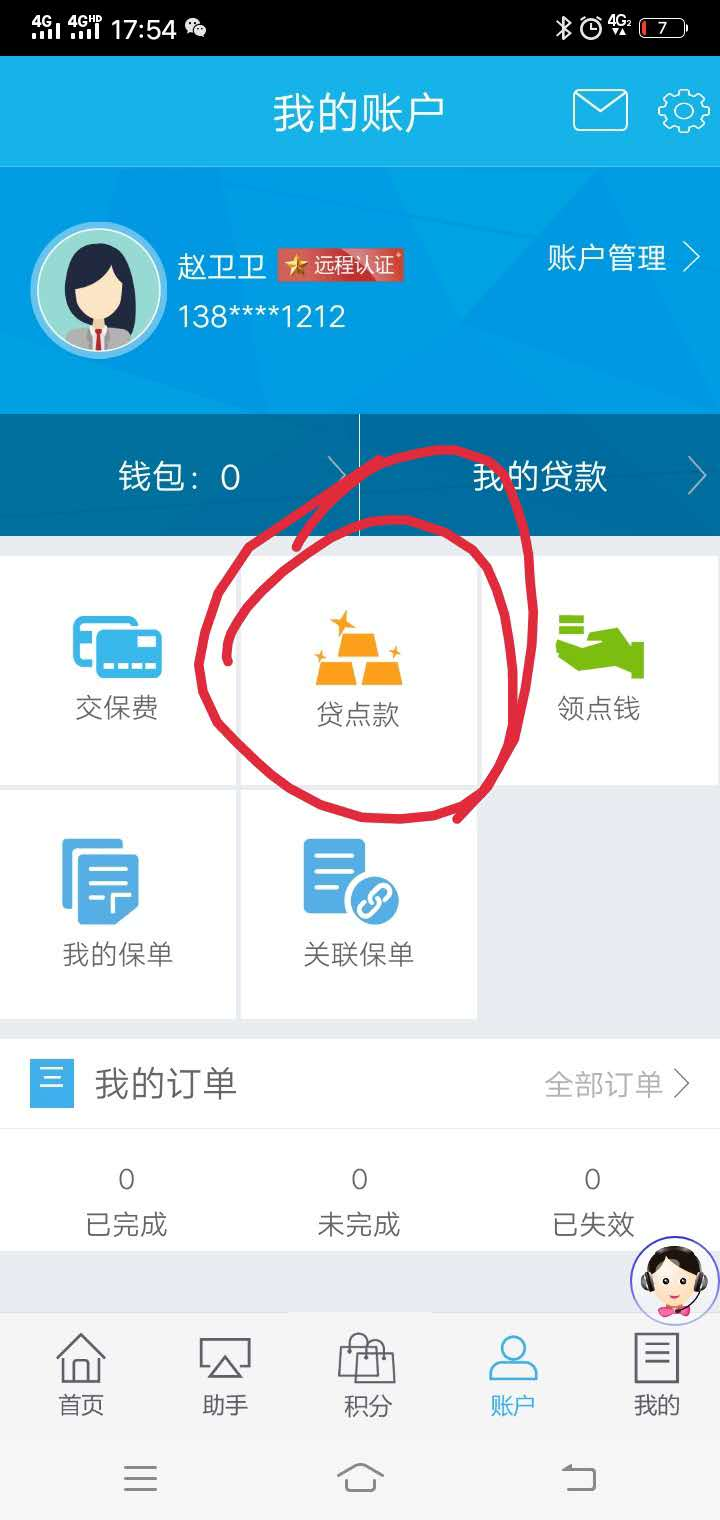 4G 4GHD 17:54 4G2 7
我的账户
赵卫卫 远程认证 账户管理
138****1212
钱包：0 我的贷款
交保费 贷点款 领点钱
我的保单 关联保单
我的订单 全部订单
0 0 0
已完成 未完成 已失效
首页 助手 积分 账户 我的